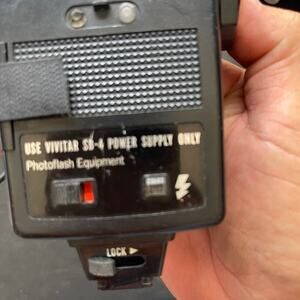 USE VIVITAR SB-4 POWER SUPPLY ONLY
Photoflash Equipment
LOCK